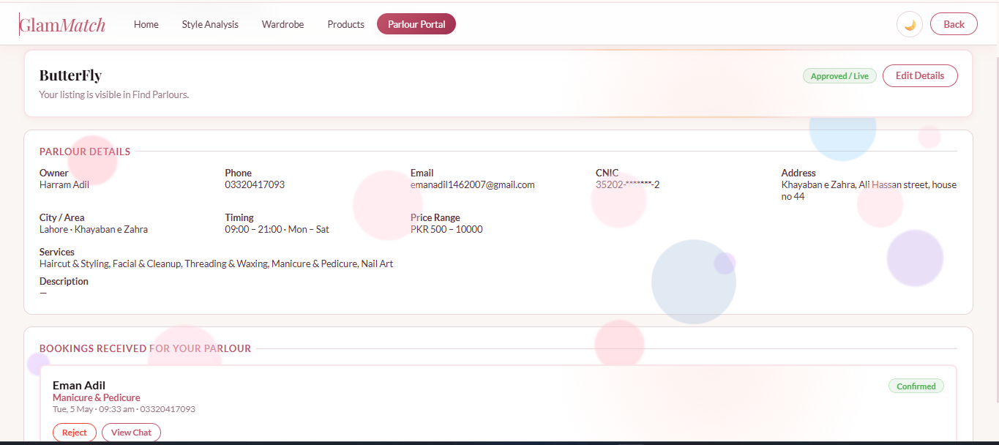 GlamMatch Home Style Analysis Wardrobe Products Parlour Portal Back
ButterFly
Approved / Live Edit Details
Your listing is visible in Find Parlours.
PARLOUR DETAILS
Owner Phone Email CNIC Address
Harram Adil 03320417093 emanadil1462007@gmail.com 35202-*******-2 Khayaban e Zahra, Ali Hassan street, house
no 44
City / Area Timing Price Range
Lahore · Khayaban e Zahra 09:00 – 21:00 · Mon – Sat PKR 500 – 10000
Services
Haircut & Styling, Facial & Cleanup, Threading & Waxing, Manicure & Pedicure, Nail Art
Description
—
BOOKINGS RECEIVED FOR YOUR PARLOUR
Eman Adil Confirmed
Manicure & Pedicure
Tue, 5 May · 09:33 am · 03320417093
Reject View Chat